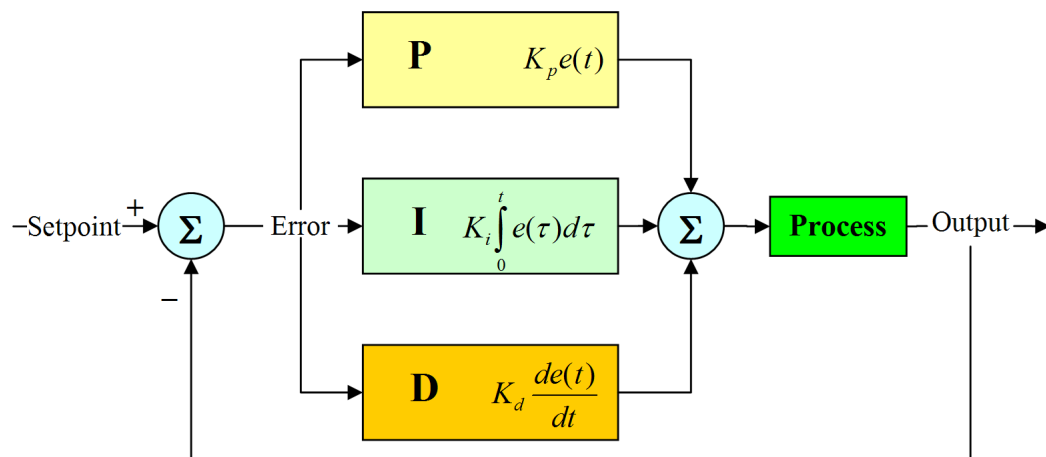 P K_p e(t)
Setpoint + Σ − Error
I K_i ∫_0^t e(τ)dτ
Σ Process Output
D K_d de(t)/dt